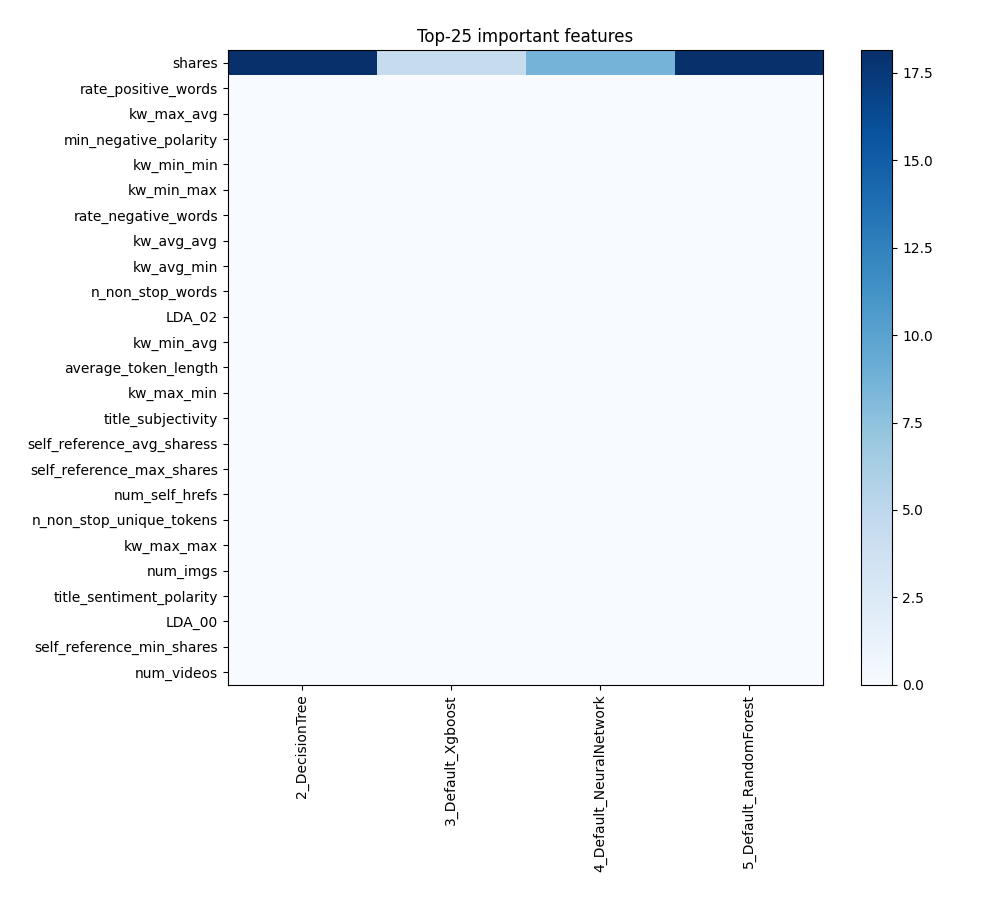 Top-25 important features
shares
rate_positive_words
kw_max_avg
min_negative_polarity
kw_min_min
kw_min_max
rate_negative_words
kw_avg_avg
kw_avg_min
n_non_stop_words
LDA_02
kw_min_avg
average_token_length
kw_max_min
title_subjectivity
self_reference_avg_sharess
self_reference_max_shares
num_self_hrefs
n_non_stop_unique_tokens
kw_max_max
num_imgs
title_sentiment_polarity
LDA_00
self_reference_min_shares
num_videos
2_DecisionTree
3_Default_Xgboost
4_Default_NeuralNetwork
5_Default_RandomForest
17.5
15.0
12.5
10.0
7.5
5.0
2.5
0.0